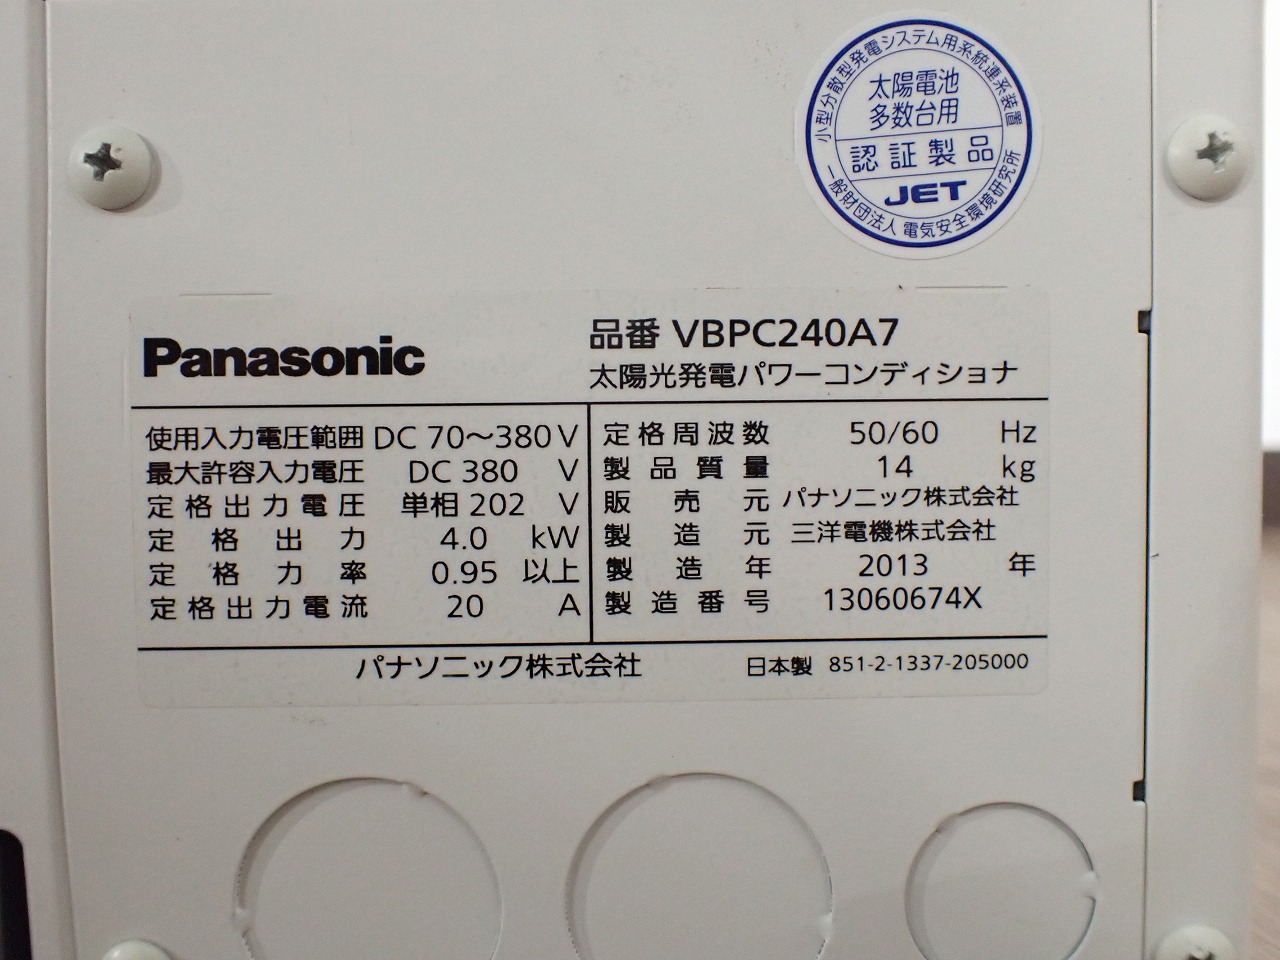 小型分散型発電システム用系統連系装置
太陽電池
多数台用
認証製品
JET
一般財団法人 電気安全環境研究所
Panasonic
品番 VBPC240A7
太陽光発電パワーコンディショナ
使用入力電圧範囲 DC 70〜380 V
最大許容入力電圧 DC 380 V
定格出力電圧 単相 202 V
定格出力 4.0 kW
定格力率 0.95 以上
定格出力電流 20 A
定格周波数 50/60 Hz
製品質量 14 kg
販売元 パナソニック株式会社
製造元 三洋電機株式会社
製造年 2013 年
製造番号 13060674X
パナソニック株式会社
日本製 851-2-1337-205000